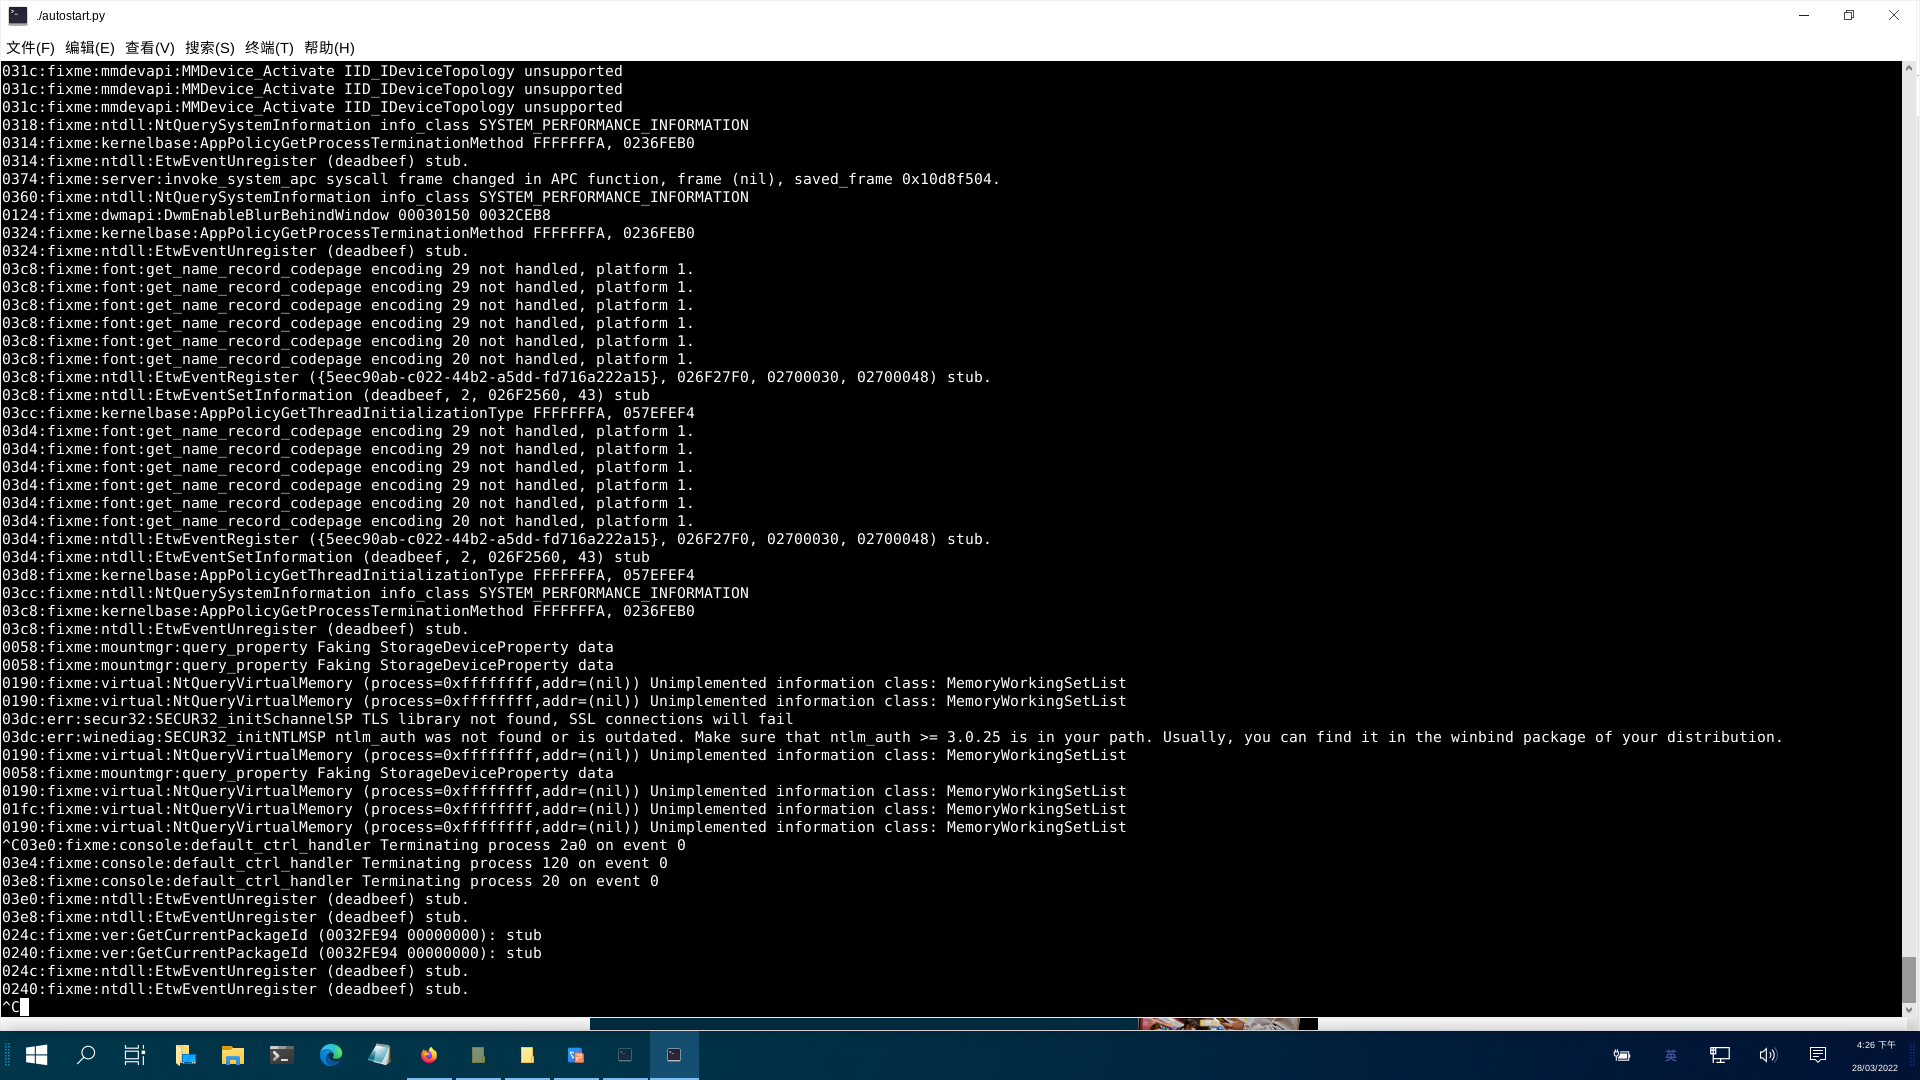 ./autostart.py
文件(F) 编辑(E) 查看(V) 搜索(S) 终端(T) 帮助(H)
031c:fixme:mmdevapi:MMDevice_Activate IID_IDeviceTopology unsupported
031c:fixme:mmdevapi:MMDevice_Activate IID_IDeviceTopology unsupported
031c:fixme:mmdevapi:MMDevice_Activate IID_IDeviceTopology unsupported
0318:fixme:ntdll:NtQuerySystemInformation info_class SYSTEM_PERFORMANCE_INFORMATION
0314:fixme:kernelbase:AppPolicyGetProcessTerminationMethod FFFFFFFA, 0236FEB0
0314:fixme:ntdll:EtwEventUnregister (deadbeef) stub.
0374:fixme:server:invoke_system_apc syscall frame changed in APC function, frame (nil), saved_frame 0x10d8f504.
0360:fixme:ntdll:NtQuerySystemInformation info_class SYSTEM_PERFORMANCE_INFORMATION
0124:fixme:dwmapi:DwmEnableBlurBehindWindow 00030150 0032CEB8
0324:fixme:kernelbase:AppPolicyGetProcessTerminationMethod FFFFFFFA, 0236FEB0
0324:fixme:ntdll:EtwEventUnregister (deadbeef) stub.
03c8:fixme:font:get_name_record_codepage encoding 29 not handled, platform 1.
03c8:fixme:font:get_name_record_codepage encoding 29 not handled, platform 1.
03c8:fixme:font:get_name_record_codepage encoding 29 not handled, platform 1.
03c8:fixme:font:get_name_record_codepage encoding 29 not handled, platform 1.
03c8:fixme:font:get_name_record_codepage encoding 20 not handled, platform 1.
03c8:fixme:font:get_name_record_codepage encoding 20 not handled, platform 1.
03c8:fixme:ntdll:EtwEventRegister ({5eec90ab-c022-44b2-a5dd-fd716a222a15}, 026F27F0, 02700030, 02700048) stub.
03c8:fixme:ntdll:EtwEventSetInformation (deadbeef, 2, 026F2560, 43) stub
03cc:fixme:kernelbase:AppPolicyGetThreadInitializationType FFFFFFFA, 057EFEF4
03d4:fixme:font:get_name_record_codepage encoding 29 not handled, platform 1.
03d4:fixme:font:get_name_record_codepage encoding 29 not handled, platform 1.
03d4:fixme:font:get_name_record_codepage encoding 29 not handled, platform 1.
03d4:fixme:font:get_name_record_codepage encoding 29 not handled, platform 1.
03d4:fixme:font:get_name_record_codepage encoding 20 not handled, platform 1.
03d4:fixme:font:get_name_record_codepage encoding 20 not handled, platform 1.
03d4:fixme:ntdll:EtwEventRegister ({5eec90ab-c022-44b2-a5dd-fd716a222a15}, 026F27F0, 02700030, 02700048) stub.
03d4:fixme:ntdll:EtwEventSetInformation (deadbeef, 2, 026F2560, 43) stub
03d8:fixme:kernelbase:AppPolicyGetThreadInitializationType FFFFFFFA, 057EFEF4
03cc:fixme:ntdll:NtQuerySystemInformation info_class SYSTEM_PERFORMANCE_INFORMATION
03c8:fixme:kernelbase:AppPolicyGetProcessTerminationMethod FFFFFFFA, 0236FEB0
03c8:fixme:ntdll:EtwEventUnregister (deadbeef) stub.
0058:fixme:mountmgr:query_property Faking StorageDeviceProperty data
0058:fixme:mountmgr:query_property Faking StorageDeviceProperty data
0190:fixme:virtual:NtQueryVirtualMemory (process=0xffffffff,addr=(nil)) Unimplemented information class: MemoryWorkingSetList
0190:fixme:virtual:NtQueryVirtualMemory (process=0xffffffff,addr=(nil)) Unimplemented information class: MemoryWorkingSetList
03dc:err:secur32:SECUR32_initSchannelSP TLS library not found, SSL connections will fail
03dc:err:winediag:SECUR32_initNTLMSP ntlm_auth was not found or is outdated. Make sure that ntlm_auth >= 3.0.25 is in your path. Usually, you can find it in the winbind package of your distribution.
0190:fixme:virtual:NtQueryVirtualMemory (process=0xffffffff,addr=(nil)) Unimplemented information class: MemoryWorkingSetList
0058:fixme:mountmgr:query_property Faking StorageDeviceProperty data
0190:fixme:virtual:NtQueryVirtualMemory (process=0xffffffff,addr=(nil)) Unimplemented information class: MemoryWorkingSetList
01fc:fixme:virtual:NtQueryVirtualMemory (process=0xffffffff,addr=(nil)) Unimplemented information class: MemoryWorkingSetList
0190:fixme:virtual:NtQueryVirtualMemory (process=0xffffffff,addr=(nil)) Unimplemented information class: MemoryWorkingSetList
^C03e0:fixme:console:default_ctrl_handler Terminating process 2a0 on event 0
03e4:fixme:console:default_ctrl_handler Terminating process 120 on event 0
03e8:fixme:console:default_ctrl_handler Terminating process 20 on event 0
03e0:fixme:ntdll:EtwEventUnregister (deadbeef) stub.
03e8:fixme:ntdll:EtwEventUnregister (deadbeef) stub.
024c:fixme:ver:GetCurrentPackageId (0032FE94 00000000): stub
0240:fixme:ver:GetCurrentPackageId (0032FE94 00000000): stub
024c:fixme:ntdll:EtwEventUnregister (deadbeef) stub.
0240:fixme:ntdll:EtwEventUnregister (deadbeef) stub.
^C
英
4:26 下午
28/03/2022